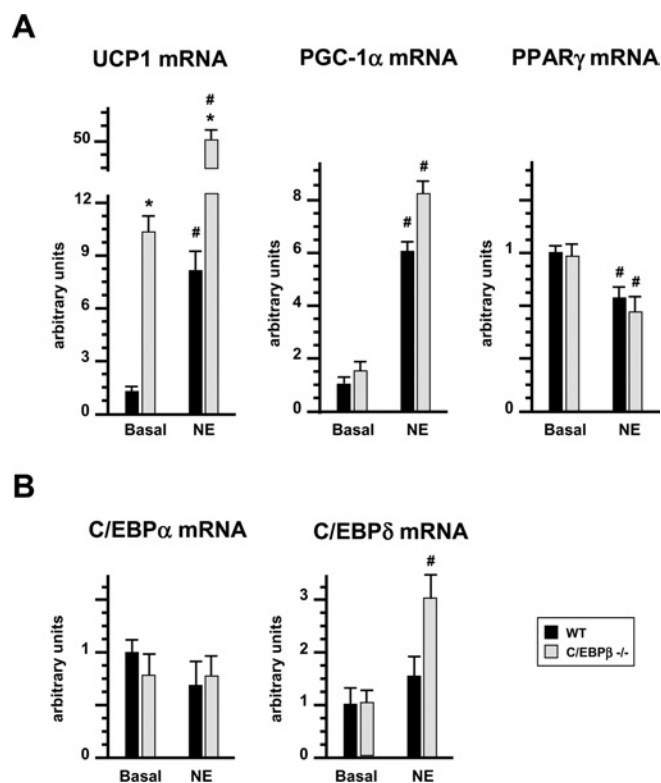 A
UCP1 mRNA
PGC-1α mRNA
PPARγ mRNA
#
*
50
*
#
12
9
6
3
0
arbitrary units
Basal NE
#
#
8
6
4
2
0
arbitrary units
Basal NE
# #
1
0
arbitrary units
Basal NE
B
C/EBPα mRNA
C/EBPδ mRNA
1
0
arbitrary units
Basal NE
#
3
2
1
0
arbitrary units
Basal NE
WT
C/EBPβ -/-